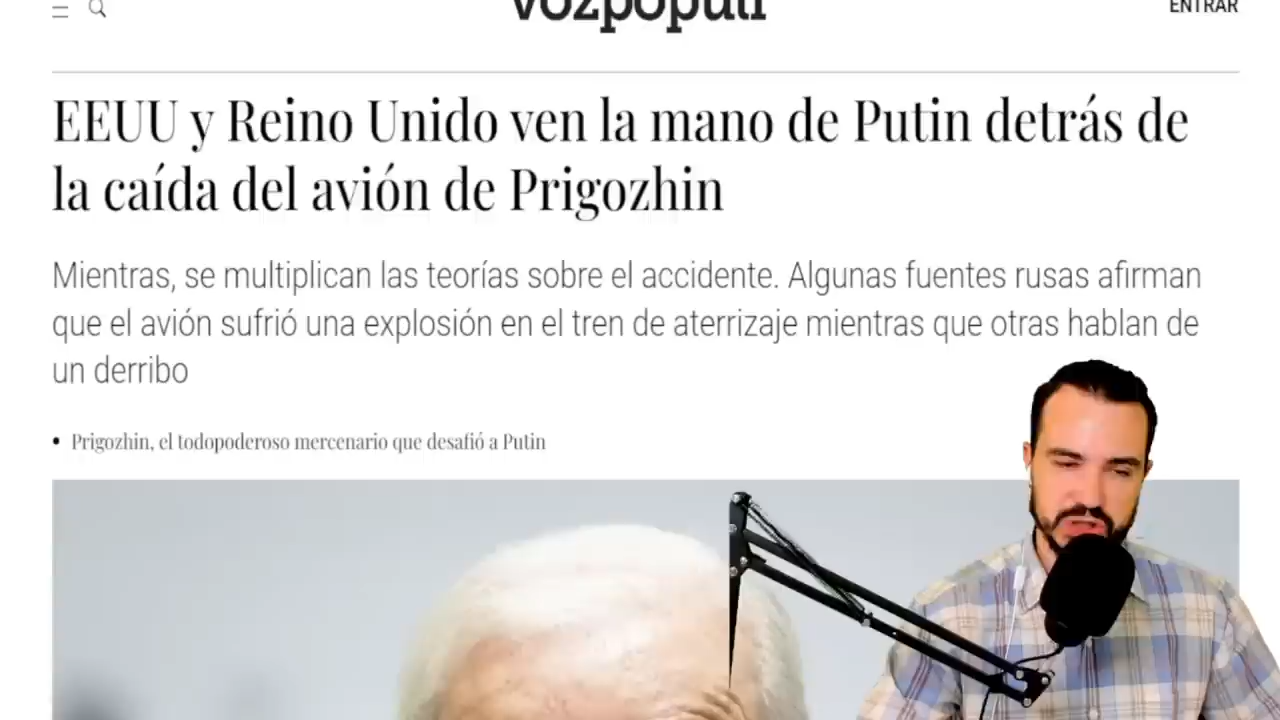 vozpópuli
ENTRAR
EEUU y Reino Unido ven la mano de Putin detrás de
la caída del avión de Prigozhin
Mientras, se multiplican las teorías sobre el accidente. Algunas fuentes rusas afirman
que el avión sufrió una explosión en el tren de aterrizaje mientras que otras hablan de
un derribo
• Prigozhin, el todopoderoso mercenario que desafió a Putin